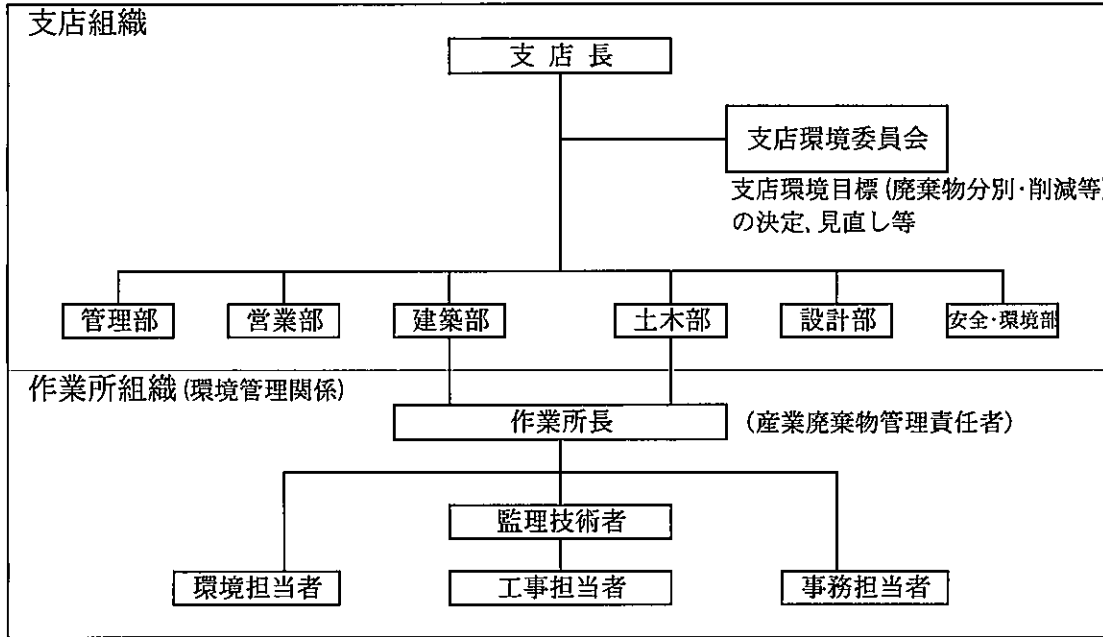 支店組織
支店長
支店環境委員会
支店環境目標(廃棄物分別・削減等)
の決定,見直し等
管理部 営業部 建築部 土木部 設計部 安全・環境部
作業所組織(環境管理関係)
作業所長 (産業廃棄物管理責任者)
監理技術者
環境担当者 工事担当者 事務担当者